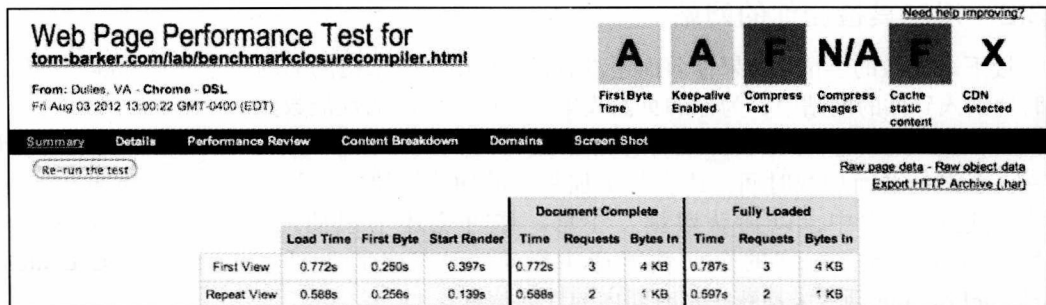 Need help improving?
Web Page Performance Test for
tom-barker.com/lab/benchmarkclosurecompiler.html
From: Dulles, VA - Chrome - DSL
Fri Aug 03 2012 13:00:22 GMT-0400 (EDT)
A A F N/A F X
First Byte Time Keep-alive Enabled Compress Text Compress Images Cache static content CDN detected
Summary Details Performance Review Content Breakdown Domains Screen Shot
Re-run the test
Raw page data - Raw object data
Export HTTP Archive (.har)
Document Complete Fully Loaded
Load Time First Byte Start Render Time Requests Bytes In Time Requests Bytes In
First View 0.772s 0.250s 0.397s 0.772s 3 4 KB 0.787s 3 4 KB
Repeat View 0.588s 0.256s 0.139s 0.588s 2 1 KB 0.597s 2 1 KB